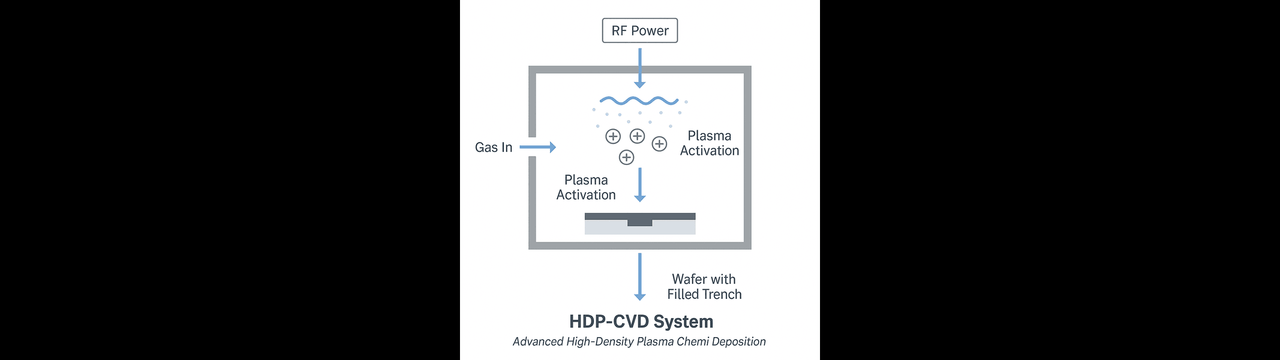 RF Power
Gas In
Plasma
Activation
Plasma
Activation
Wafer with
Filled Trench
HDP-CVD System
Advanced High-Density Plasma Chemi Deposition